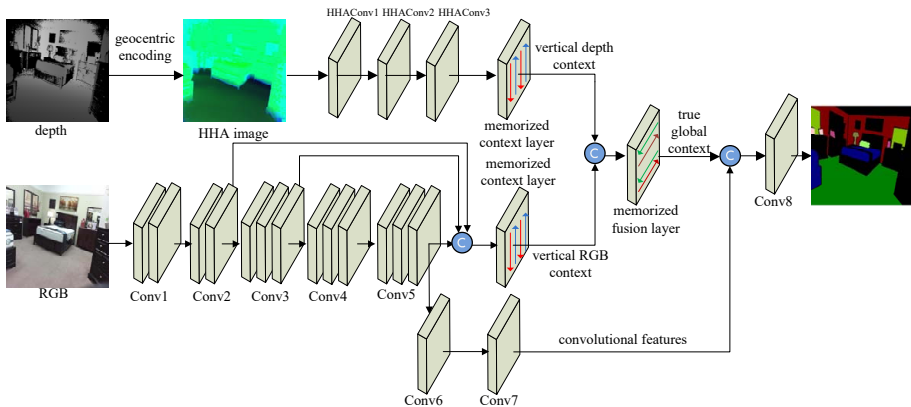 HHAConv1 HHAConv2 HHAConv3
geocentric
encoding
vertical depth
context
depth
HHA image
memorized
context layer
memorized
context layer
C
true
global
context
C
Conv8
memorized
fusion layer
C
vertical RGB
context
RGB
Conv1
Conv2
Conv3
Conv4
Conv5
convolutional features
Conv6
Conv7